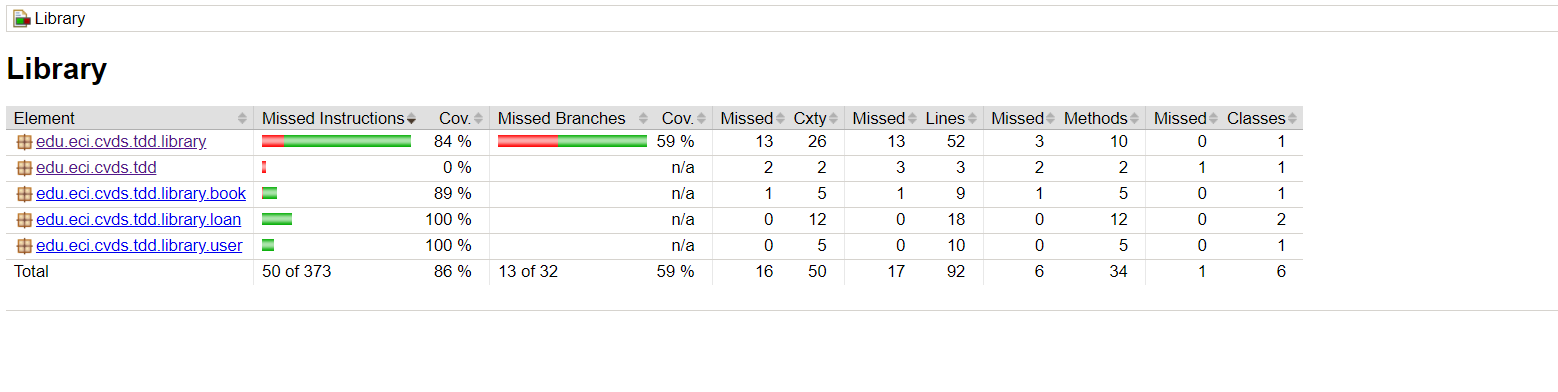 Library
Library
Element Missed Instructions Cov. Missed Branches Cov. Missed Cxty Missed Lines Missed Methods Missed Classes
edu.eci.cvds.tdd.library 84 % 59 % 13 26 13 52 3 10 0 1
edu.eci.cvds.tdd 0 % n/a 2 2 3 3 2 2 1 1
edu.eci.cvds.tdd.library.book 89 % n/a 1 5 1 9 1 5 0 1
edu.eci.cvds.tdd.library.loan 100 % n/a 0 12 0 18 0 12 0 2
edu.eci.cvds.tdd.library.user 100 % n/a 0 5 0 10 0 5 0 1
Total 50 of 373 86 % 13 of 32 59 % 16 50 17 92 6 34 1 6